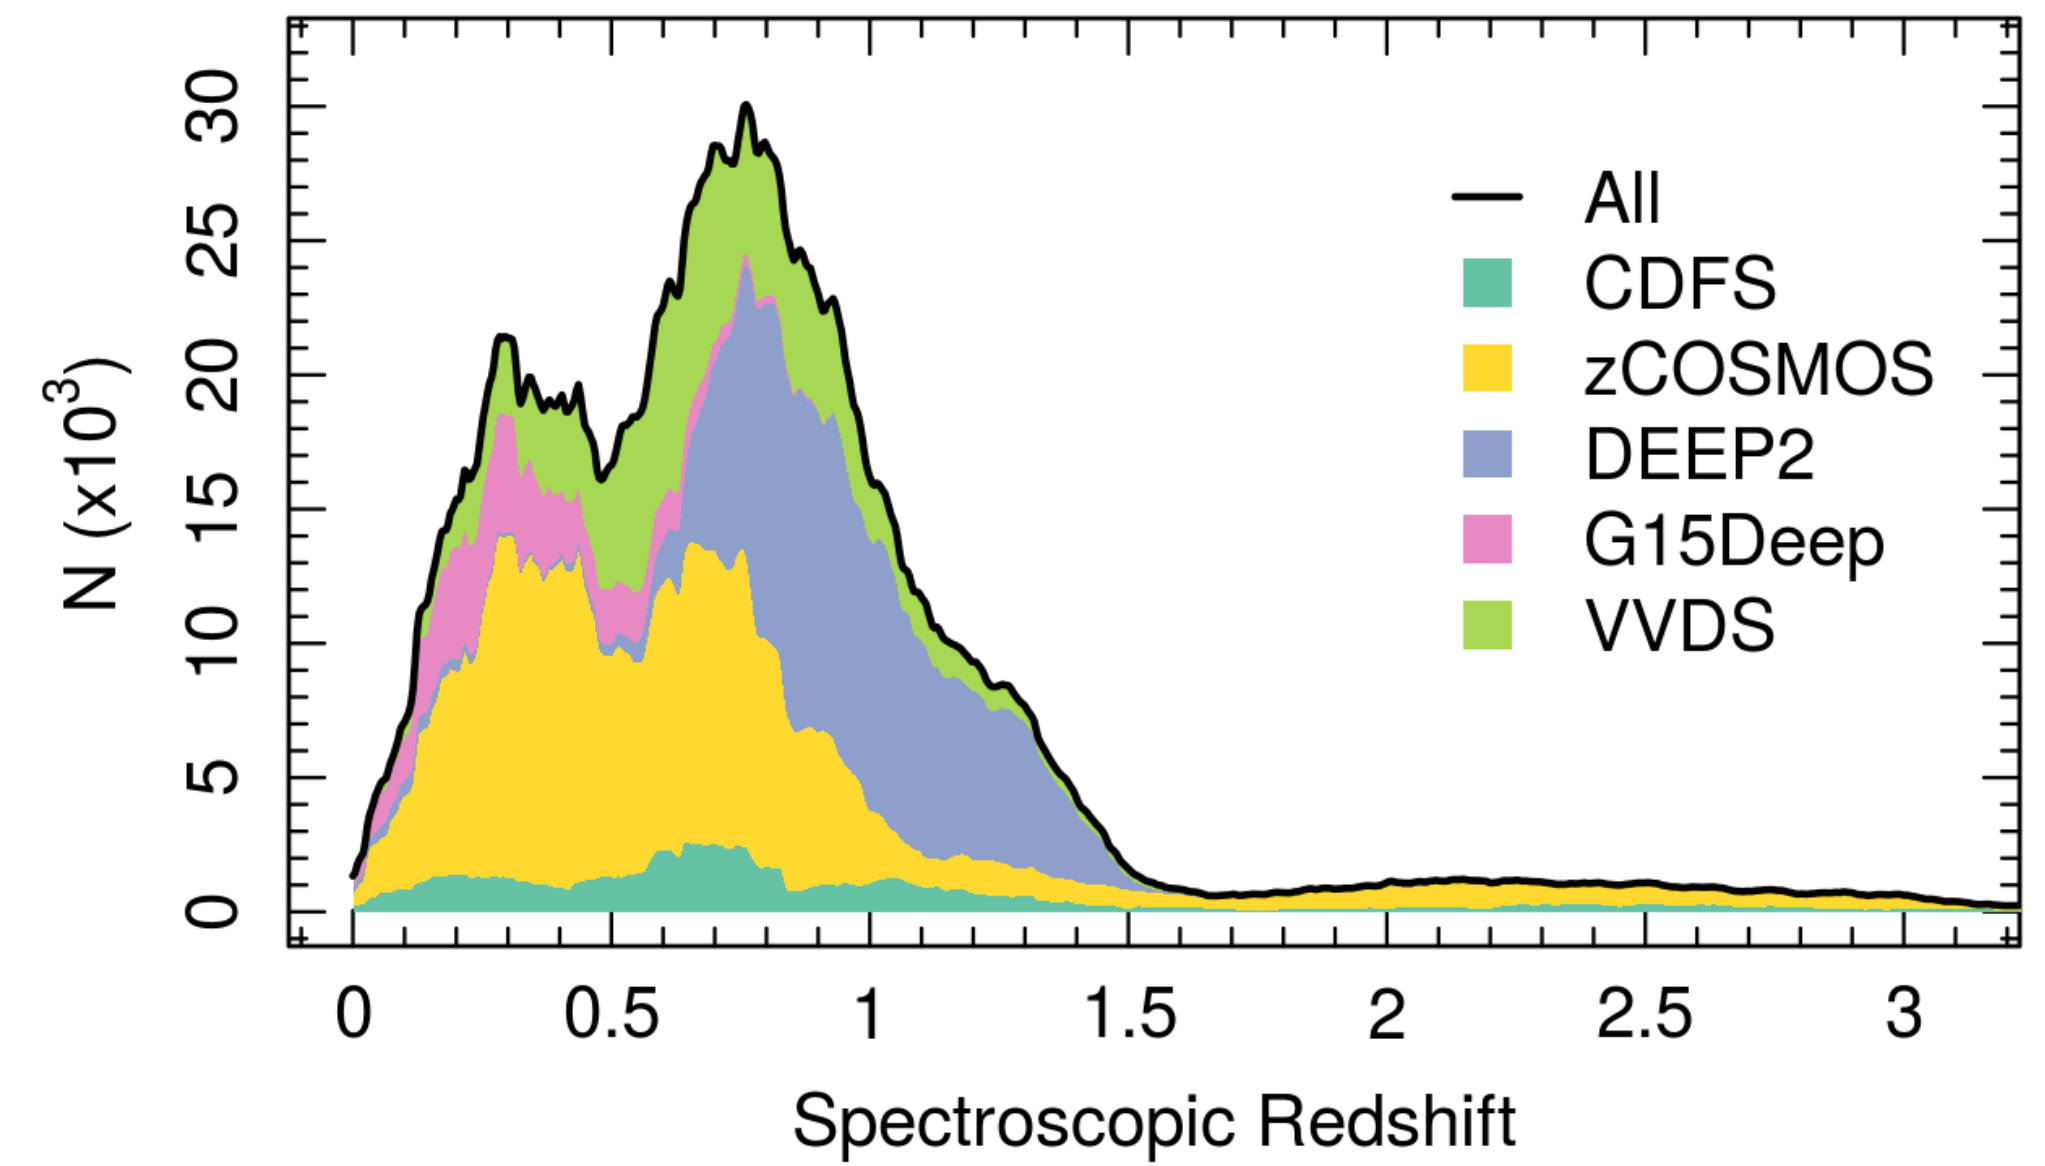 30
25
20
15
10
5
0
N (x10³)
All
CDFS
zCOSMOS
DEEP2
G15Deep
VVDS
0 0.5 1 1.5 2 2.5 3
Spectroscopic Redshift